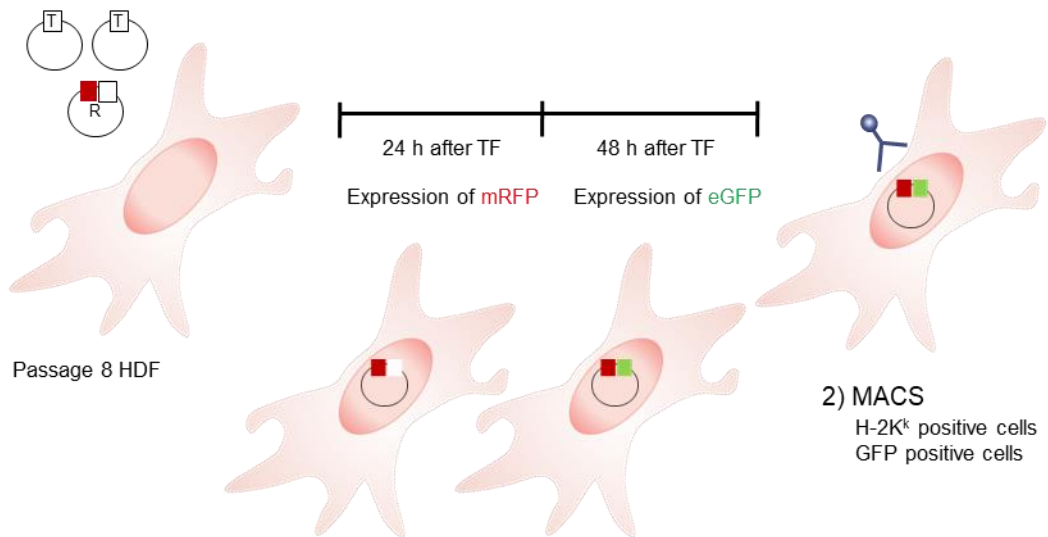 T T
R
24 h after TF 48 h after TF
Expression of mRFP Expression of eGFP
Passage 8 HDF
2) MACS
H-2Kᵏ positive cells
GFP positive cells